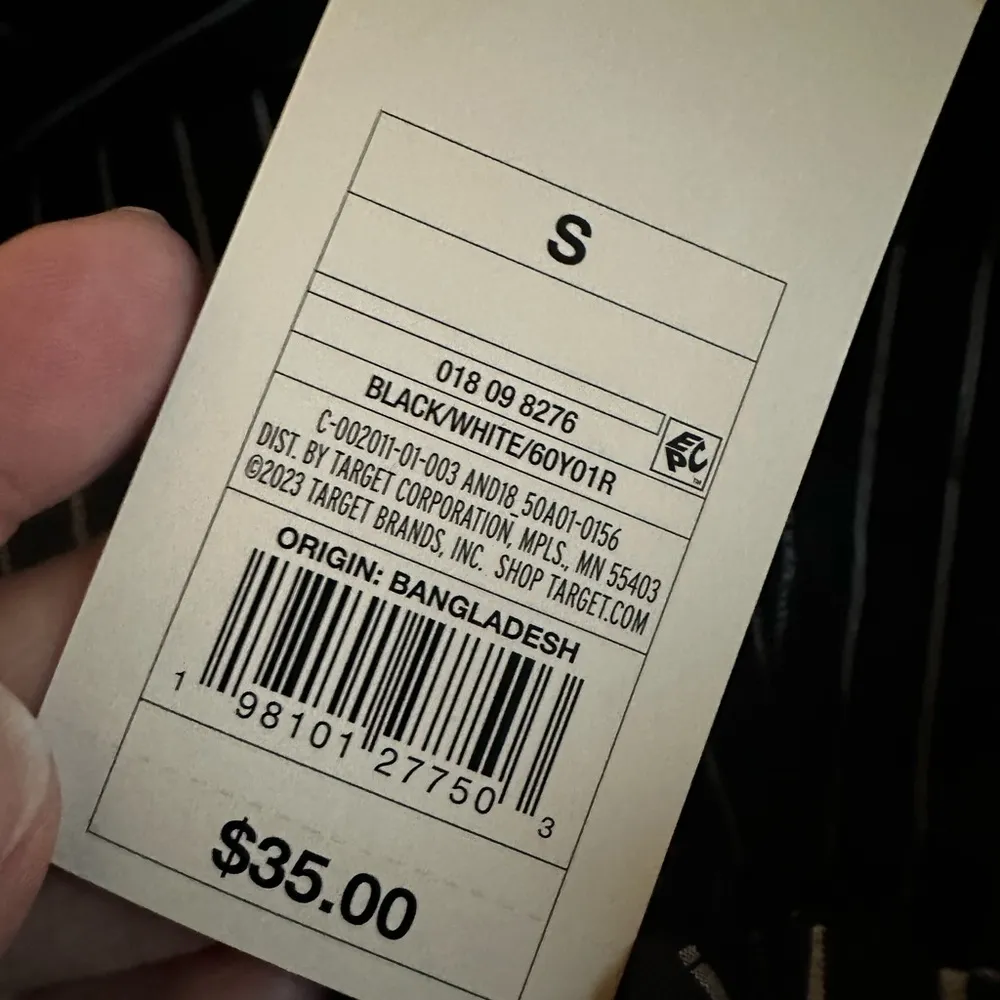 S
018 09 8276
BLACK/WHITE/60Y01R
EPC™
C-002011-01-003 AND18_50A01-0156
DIST. BY TARGET CORPORATION, MPLS., MN 55403
©2023 TARGET BRANDS, INC. SHOP TARGET.COM
ORIGIN: BANGLADESH
1 98101 27750 3
$35.00